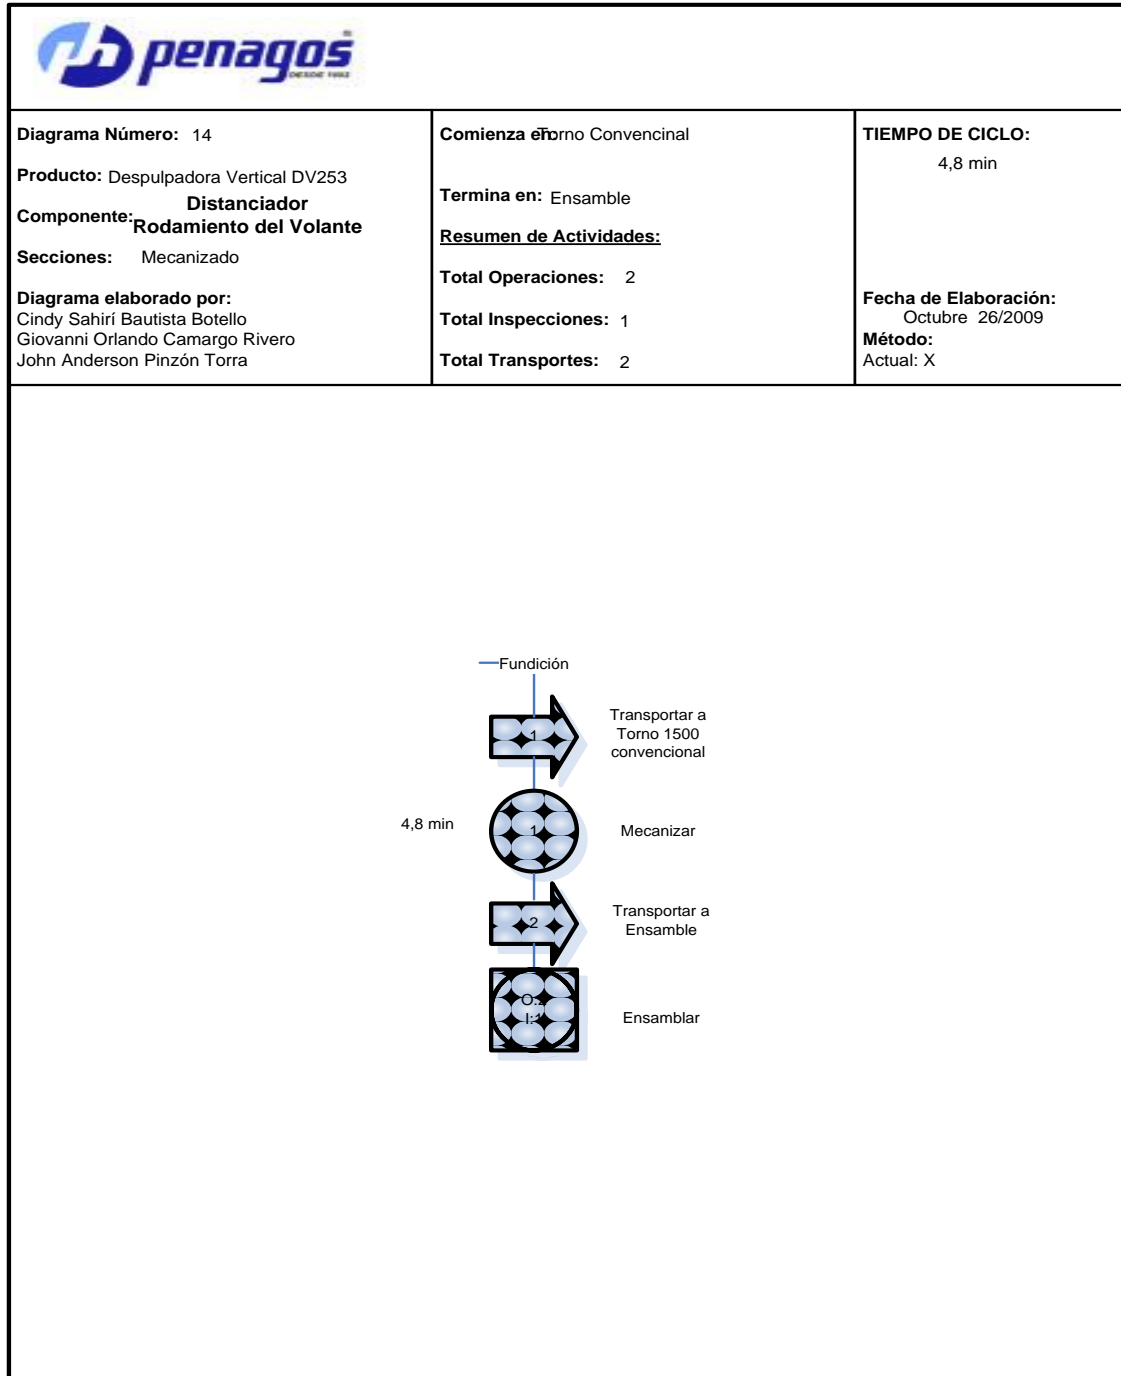 penagos
DESDE 1892
Diagrama Número: 14
Producto: Despulpadora Vertical DV253
Componente: Distanciador
Rodamiento del Volante
Secciones: Mecanizado
Diagrama elaborado por:
Cindy Sahirí Bautista Botello
Giovanni Orlando Camargo Rivero
John Anderson Pinzón Torra
Comienza en: Torno Convencinal
Termina en: Ensamble
Resumen de Actividades:
Total Operaciones: 2
Total Inspecciones: 1
Total Transportes: 2
TIEMPO DE CICLO:
4,8 min
Fecha de Elaboración:
Octubre 26/2009
Método:
Actual: X
Fundición
1
Transportar a
Torno 1500
convencional
4,8 min
1
Mecanizar
2
Transportar a
Ensamble
O:2
I:1
Ensamblar